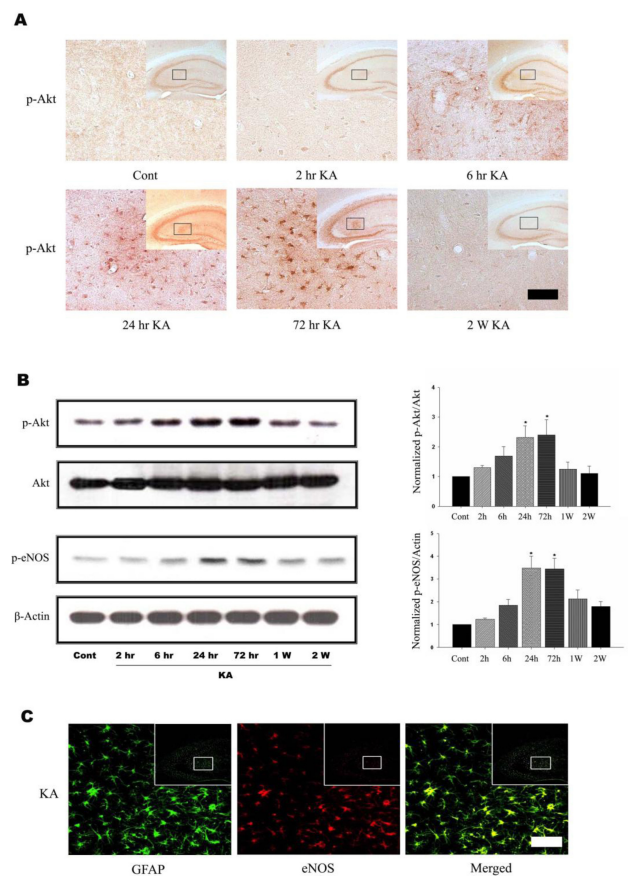 A
p-Akt
Cont
2 hr KA
6 hr KA
p-Akt
24 hr KA
72 hr KA
2 W KA
B
p-Akt
Akt
p-eNOS
β-Actin
Cont 2 hr 6 hr 24 hr 72 hr 1 W 2 W
KA
Normalized p-Akt/Akt
4
3
2
1
0
* *
Cont 2h 6h 24h 72h 1W 2W
Normalized p-eNOS/Actin
5
4
3
2
1
0
* *
Cont 2h 6h 24h 72h 1W 2W
C
KA
GFAP
eNOS
Merged